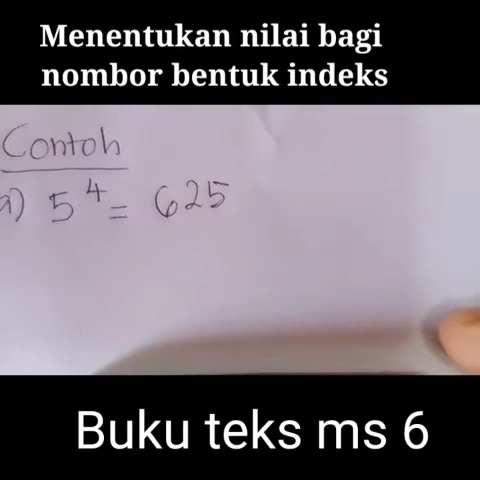 Menentukan nilai bagi
nombor bentuk indeks
Contoh
a) 5⁴ = 625
Buku teks ms 6